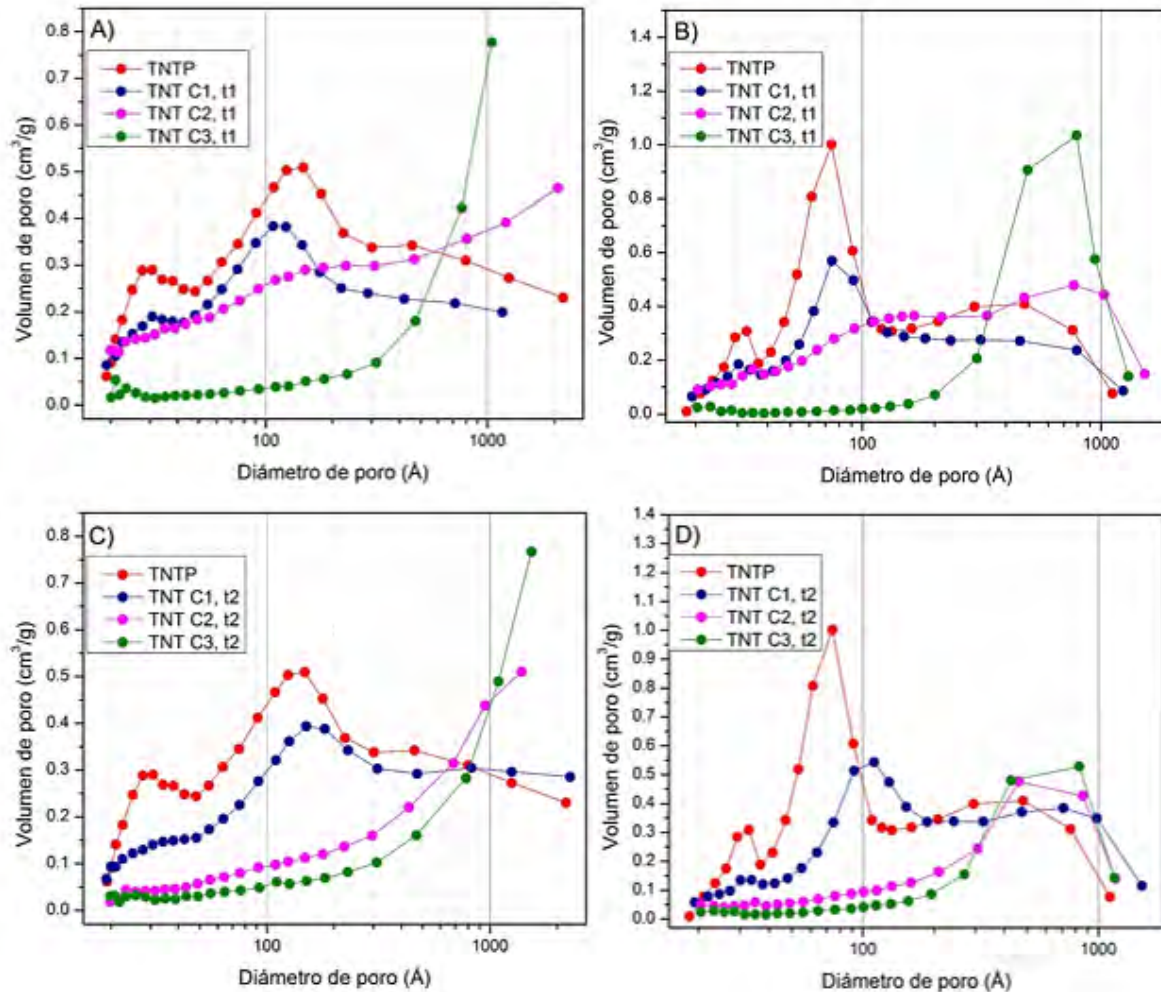 A)
TNTP
TNT C1, t1
TNT C2, t1
TNT C3, t1
Volumen de poro (cm³/g)
0.8
0.7
0.6
0.5
0.4
0.3
0.2
0.1
0.0
100
1000
Diámetro de poro (Å)
B)
TNTP
TNT C1, t1
TNT C2, t1
TNT C3, t1
Volumen de poro (cm³/g)
1.4
1.2
1.0
0.8
0.6
0.4
0.2
0.0
100
1000
Diámetro de poro (Å)
C)
TNTP
TNT C1, t2
TNT C2, t2
TNT C3, t2
Volumen de poro (cm³/g)
0.8
0.7
0.6
0.5
0.4
0.3
0.2
0.1
0.0
100
1000
Diámetro de poro (Å)
D)
TNTP
TNT C1, t2
TNT C2, t2
TNT C3, t2
Volumen de poro (cm³/g)
1.4
1.3
1.2
1.1
1.0
0.9
0.8
0.7
0.6
0.5
0.4
0.3
0.2
0.1
0.0
100
1000
Diámetro de poro (Å)